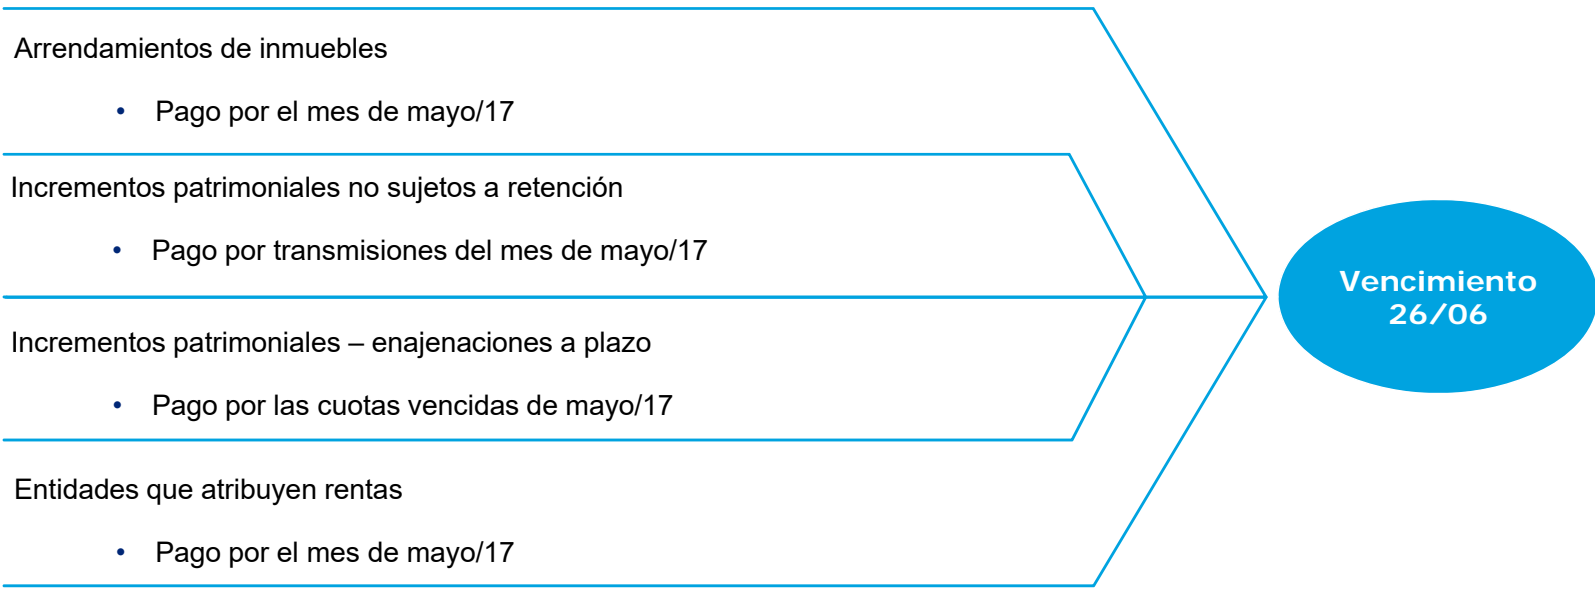 Arrendamientos de inmuebles
• Pago por el mes de mayo/17
Incrementos patrimoniales no sujetos a retención
• Pago por transmisiones del mes de mayo/17
Incrementos patrimoniales – enajenaciones a plazo
• Pago por las cuotas vencidas de mayo/17
Entidades que atribuyen rentas
• Pago por el mes de mayo/17
Vencimiento
26/06